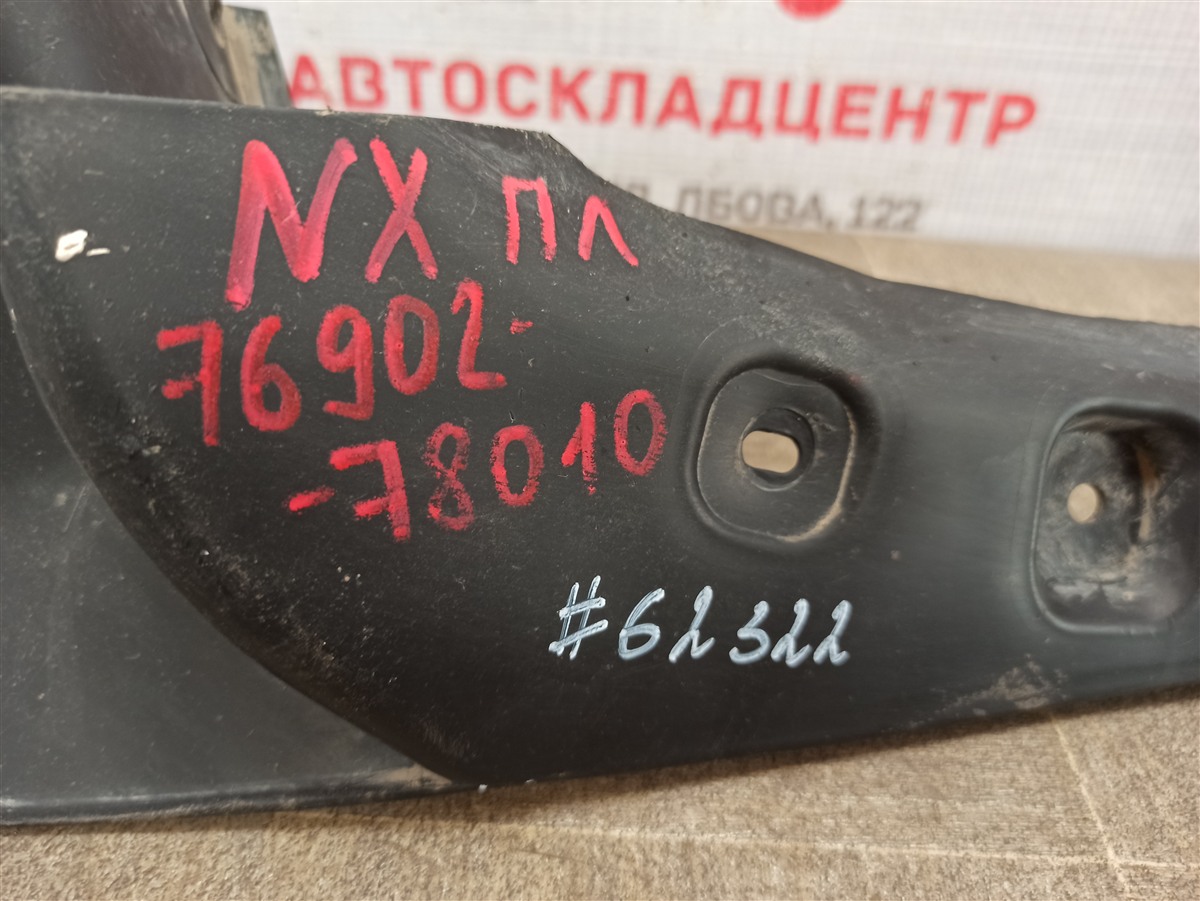 АВТОСКЛАДЦЕНТР
ЛБОВА, 122
NX ПЛ
76902-
-78010
#62322